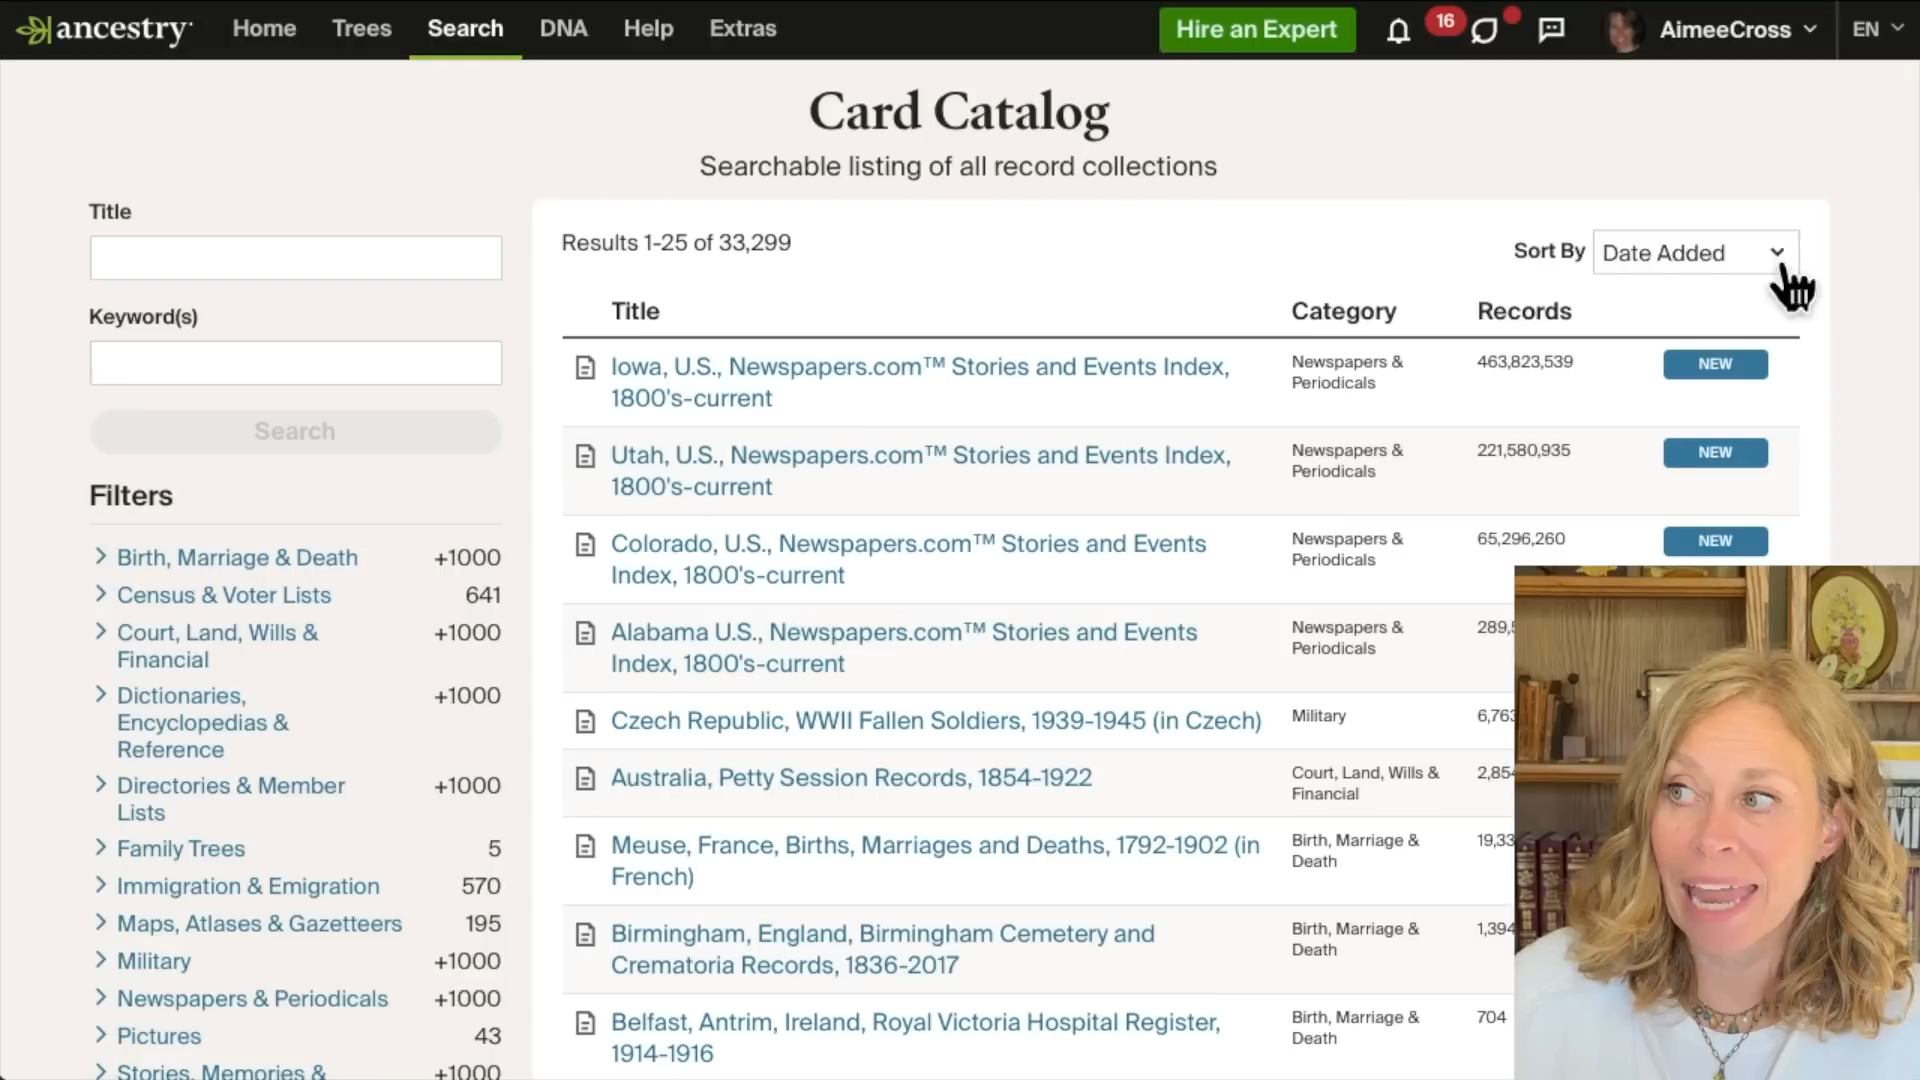 ancestry
Home
Trees
Search
DNA
Help
Extras
Hire an Expert
16
AimeeCross
EN
Card Catalog
Searchable listing of all record collections
Title
Keyword(s)
Search
Filters
Birth, Marriage & Death +1000
Census & Voter Lists 641
Court, Land, Wills & +1000
Financial
Dictionaries, +1000
Encyclopedias &
Reference
Directories & Member +1000
Lists
Family Trees 5
Immigration & Emigration 570
Maps, Atlases & Gazetteers 195
Military +1000
Newspapers & Periodicals +1000
Pictures 43
Stories, Memories & +1000
Results 1-25 of 33,299
Sort By Date Added
Title Category Records
Iowa, U.S., Newspapers.com™ Stories and Events Index,
1800's-current
Newspapers &
Periodicals
463,823,539
NEW
Utah, U.S., Newspapers.com™ Stories and Events Index,
1800's-current
Newspapers &
Periodicals
221,580,935
NEW
Colorado, U.S., Newspapers.com™ Stories and Events
Index, 1800's-current
Newspapers &
Periodicals
65,296,260
NEW
Alabama U.S., Newspapers.com™ Stories and Events
Index, 1800's-current
Newspapers &
Periodicals
289,
Czech Republic, WWII Fallen Soldiers, 1939-1945 (in Czech)
Military
6,763
Australia, Petty Session Records, 1854-1922
Court, Land, Wills &
Financial
2,854
Meuse, France, Births, Marriages and Deaths, 1792-1902 (in
French)
Birth, Marriage &
Death
19,33
Birmingham, England, Birmingham Cemetery and
Crematoria Records, 1836-2017
Birth, Marriage &
Death
1,394
Belfast, Antrim, Ireland, Royal Victoria Hospital Register,
1914-1916
Birth, Marriage &
Death
704